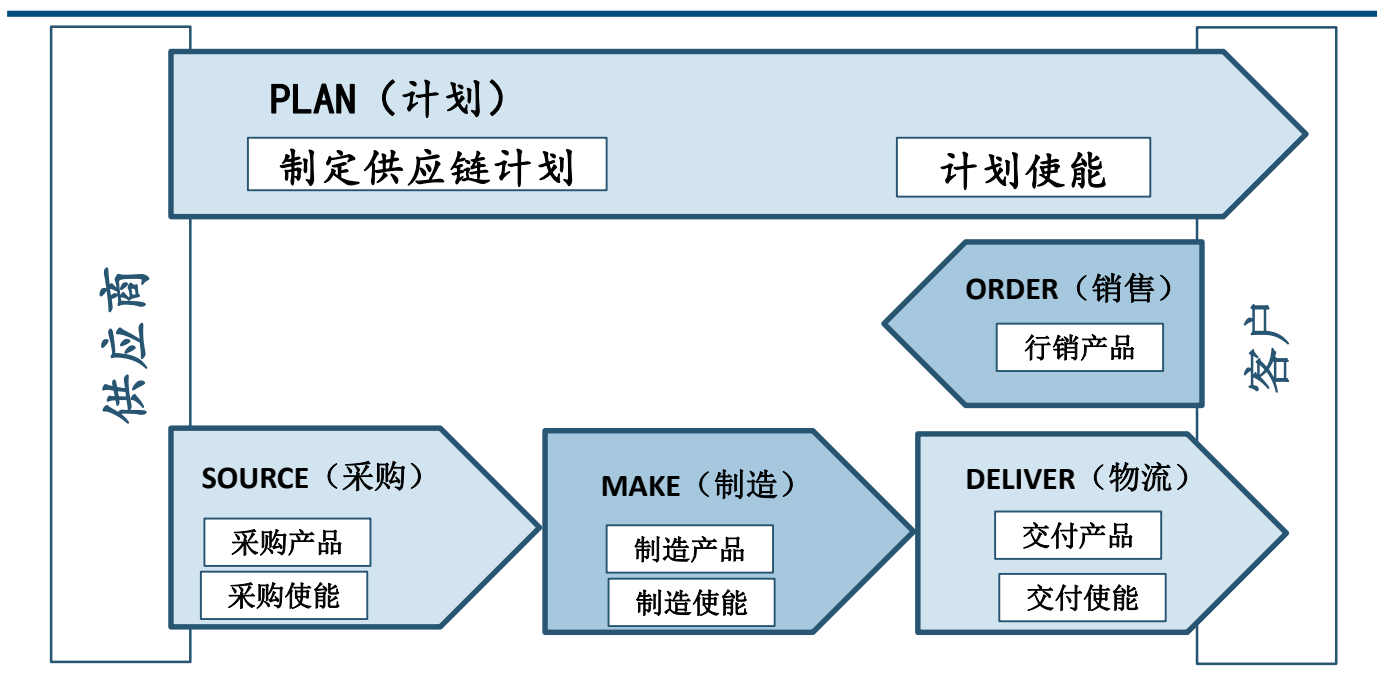 PLAN（计划）
制定供应链计划
计划使能
供应商
ORDER（销售）
行销产品
客户
SOURCE（采购）
采购产品
采购使能
MAKE（制造）
制造产品
制造使能
DELIVER（物流）
交付产品
交付使能